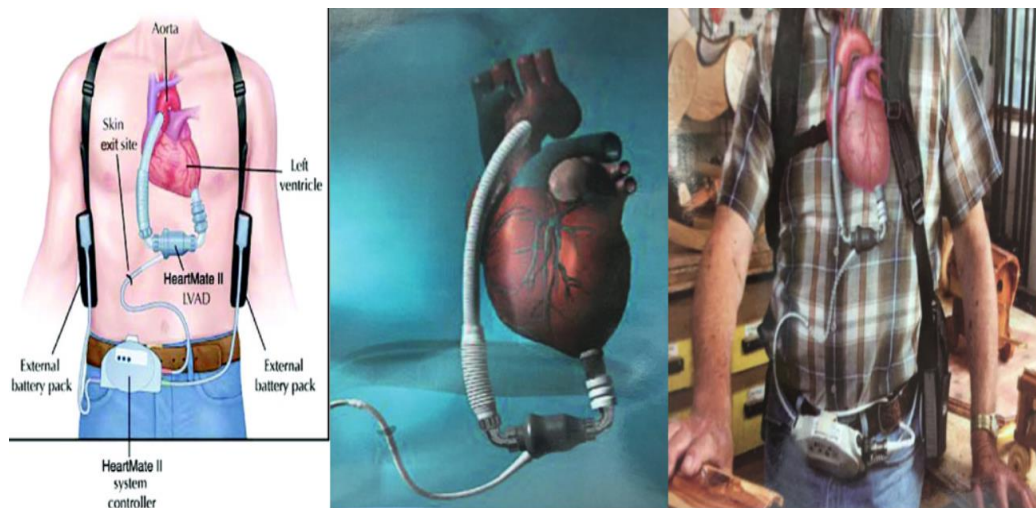 Aorta
Skin
exit site
Left
ventricle
HeartMate II
LVAD
External
battery pack
External
battery pack
HeartMate II
system
controller